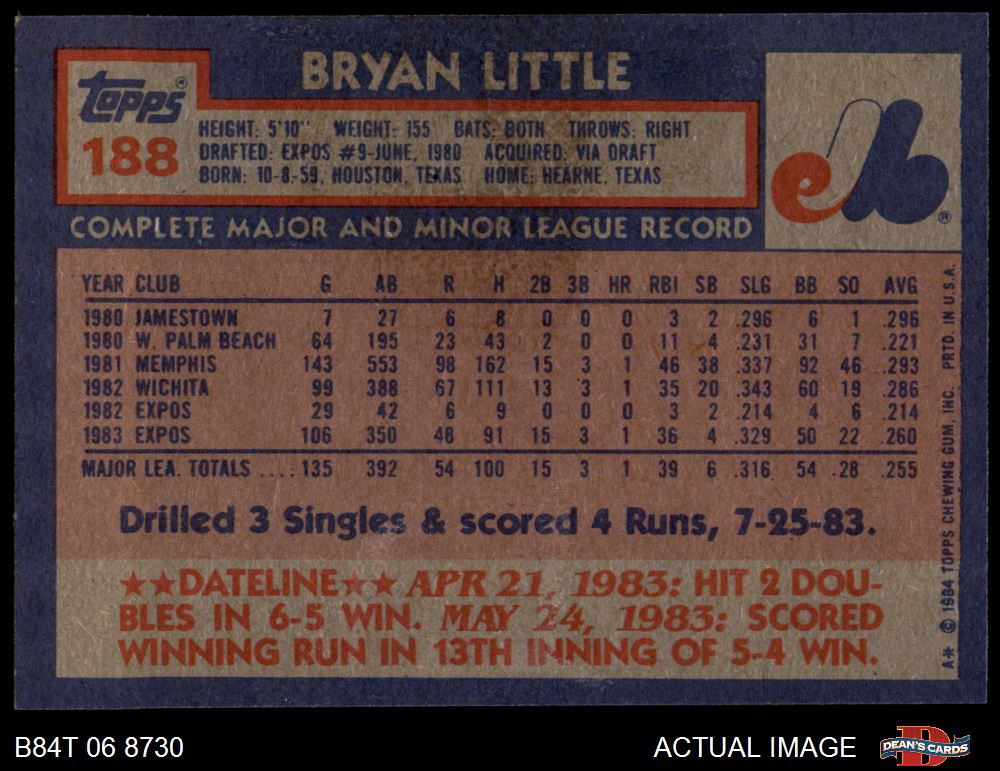 BRYAN LITTLE
Topps®
188
HEIGHT: 5'10" WEIGHT: 155 BATS: BOTH THROWS: RIGHT
DRAFTED: EXPOS #9-JUNE, 1980 ACQUIRED: VIA DRAFT
BORN: 10-8-59, HOUSTON, TEXAS HOME: HEARNE, TEXAS
eb®
COMPLETE MAJOR AND MINOR LEAGUE RECORD
YEAR CLUB G AB R H 2B 3B HR RBI SB SLG BB SO AVG
1980 JAMESTOWN 7 27 6 8 0 0 0 3 2 .296 6 1 .296
1980 W. PALM BEACH 64 195 23 43 2 0 0 11 4 .231 31 7 .221
1981 MEMPHIS 143 553 98 162 15 3 1 46 38 .337 92 46 .293
1982 WICHITA 99 388 67 111 13 3 1 35 20 .343 60 19 .286
1982 EXPOS 29 42 6 9 0 0 0 3 2 .214 4 6 .214
1983 EXPOS 106 350 48 91 15 3 1 36 4 .329 50 22 .260
MAJOR LEA. TOTALS ....135 392 54 100 15 3 1 39 6 .316 54 28 .255
Drilled 3 Singles & scored 4 Runs, 7-25-83.
★★DATELINE★★ APR 21, 1983: HIT 2 DOU-
BLES IN 6-5 WIN. MAY 24, 1983: SCORED
WINNING RUN IN 13TH INNING OF 5-4 WIN.
A* © 1984 TOPPS CHEWING GUM, INC. PRTD. IN U.S.A.
B84T 06 8730
ACTUAL IMAGE
DEAN'S CARDS